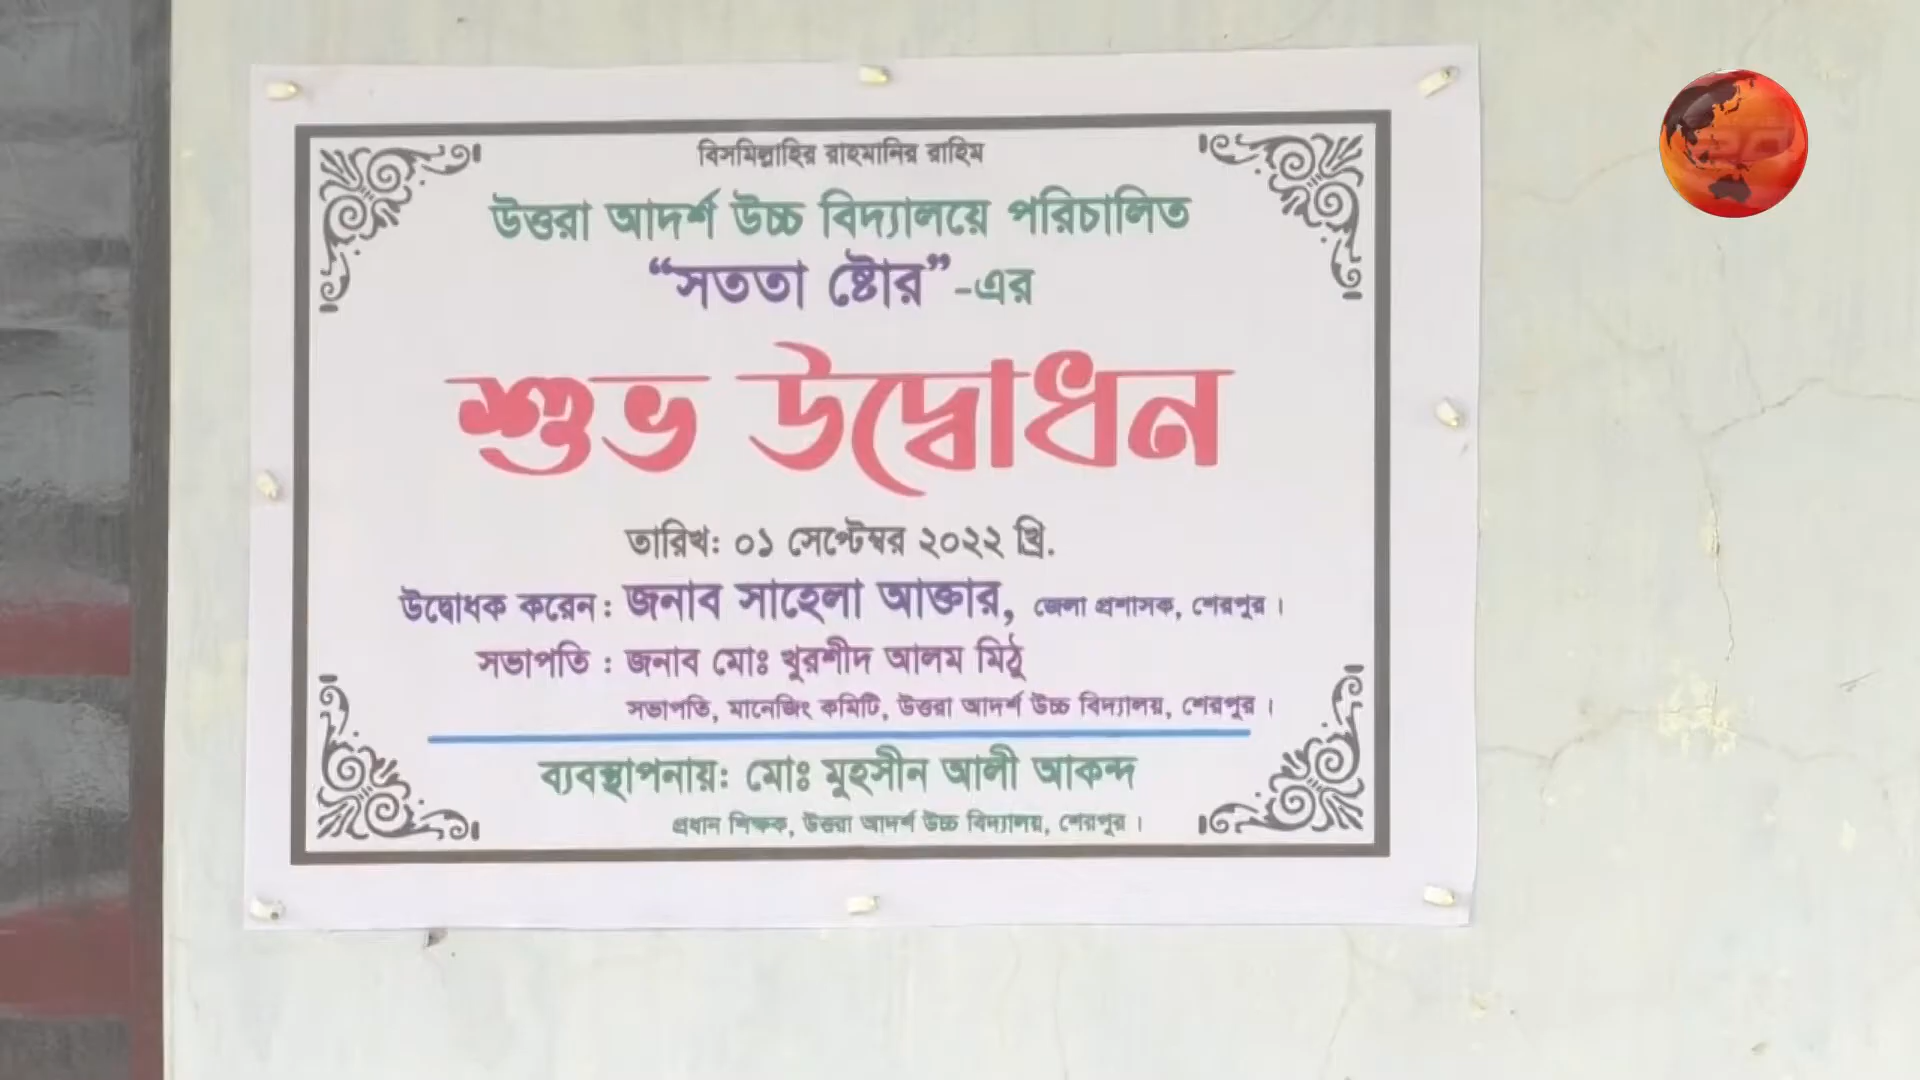 বিসমিল্লাহির রাহমানির রাহিম
উত্তরা আদর্শ উচ্চ বিদ্যালয়ে পরিচালিত
“সততা ষ্টোর”-এর
শুভ উদ্বোধন
তারিখ: ০১ সেপ্টেম্বর ২০২২ খ্রি.
উদ্বোধক করেন: জনাব সাহেলা আক্তার, জেলা প্রশাসক, শেরপুর।
সভাপতি : জনাব মোঃ খুরশীদ আলম মিঠু
সভাপতি, মানেজিং কমিটি, উত্তরা আদর্শ উচ্চ বিদ্যালয়, শেরপুর।
ব্যবস্থাপনায়: মোঃ মুহসীন আলী আকন্দ
প্রধান শিক্ষক, উত্তরা আদর্শ উচ্চ বিদ্যালয়, শেরপুর।